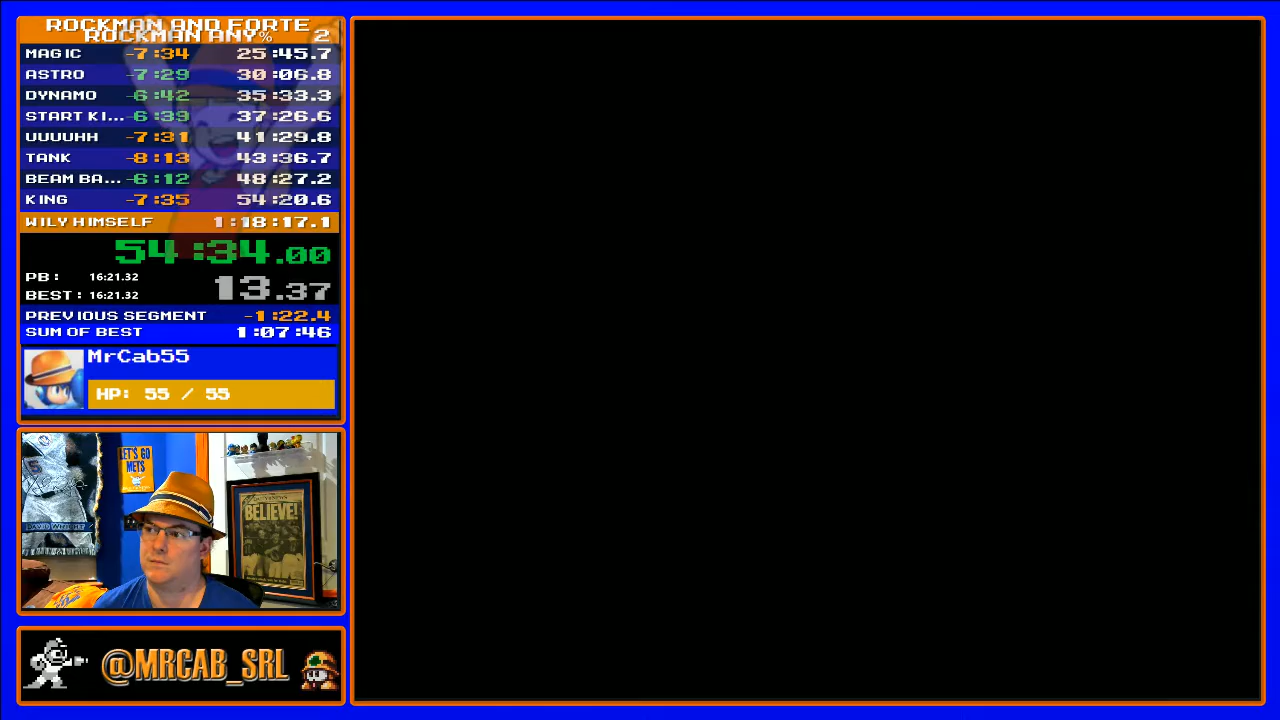 ROCKMAN AND FORTE
ROCKMAN ANY% 2
MAGIC -7:34 25:45.7
ASTRO -7:29 30:06.8
DYNAMO -6:42 35:33.3
START KI... -6:39 37:26.6
UUUUHH -7:31 41:29.8
TANK -8:13 43:36.7
BEAM BA... -6:12 48:27.2
KING -7:35 54:20.6
WILY HIMSELF 1:18:17.1
54:34.00
PB: 16:21.32
BEST: 16:21.32
13.37
PREVIOUS SEGMENT -1:22.4
SUM OF BEST 1:07:46
MrCab55
HP: 55 / 55
LET'S GO
METS
BELIEVE!
DAVID WRIGHT
@MRCAB_SRL